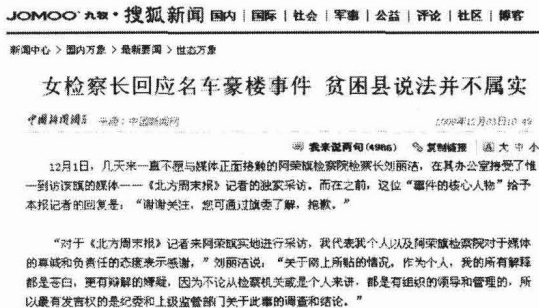 JOMOO 九牧 · 搜狐新闻 国内 | 国际 | 社会 | 军事 | 公益 | 评论 | 社区 | 博客
新闻中心 > 国内万象 > 最新要闻 > 世态万象
女检察长回应名车豪楼事件 贫困县说法并不属实
中国新闻网 来源：中国新闻网
我来说两句(4986) 复制链接 大 中 小
12月1日，几天来一直不愿与媒体正面接触的阿荣旗检察院检察长刘丽洁，在其办公室接受了惟
一到访该旗的媒体——《北方周末报》记者的独家采访。而在之前，这位“事件的核心人物”给予
本报记者的回复是：“谢谢关注，您可通过旗委了解，抱歉。”
“对于《北方周末报》记者来阿荣旗实地进行采访，我代表我个人以及阿荣旗检察院对于媒体
的真诚和负责任的态度表示感谢，”刘丽洁说，“关于网上所贴的情况，作为个人，我的所有解释
都是苍白，更有辩解的嫌疑，因为不论从检察机关或是个人来讲，都是有组织的领导和管理的，所
以最有发言权的是纪委和上级监管部门关于此事的调查和结论。”